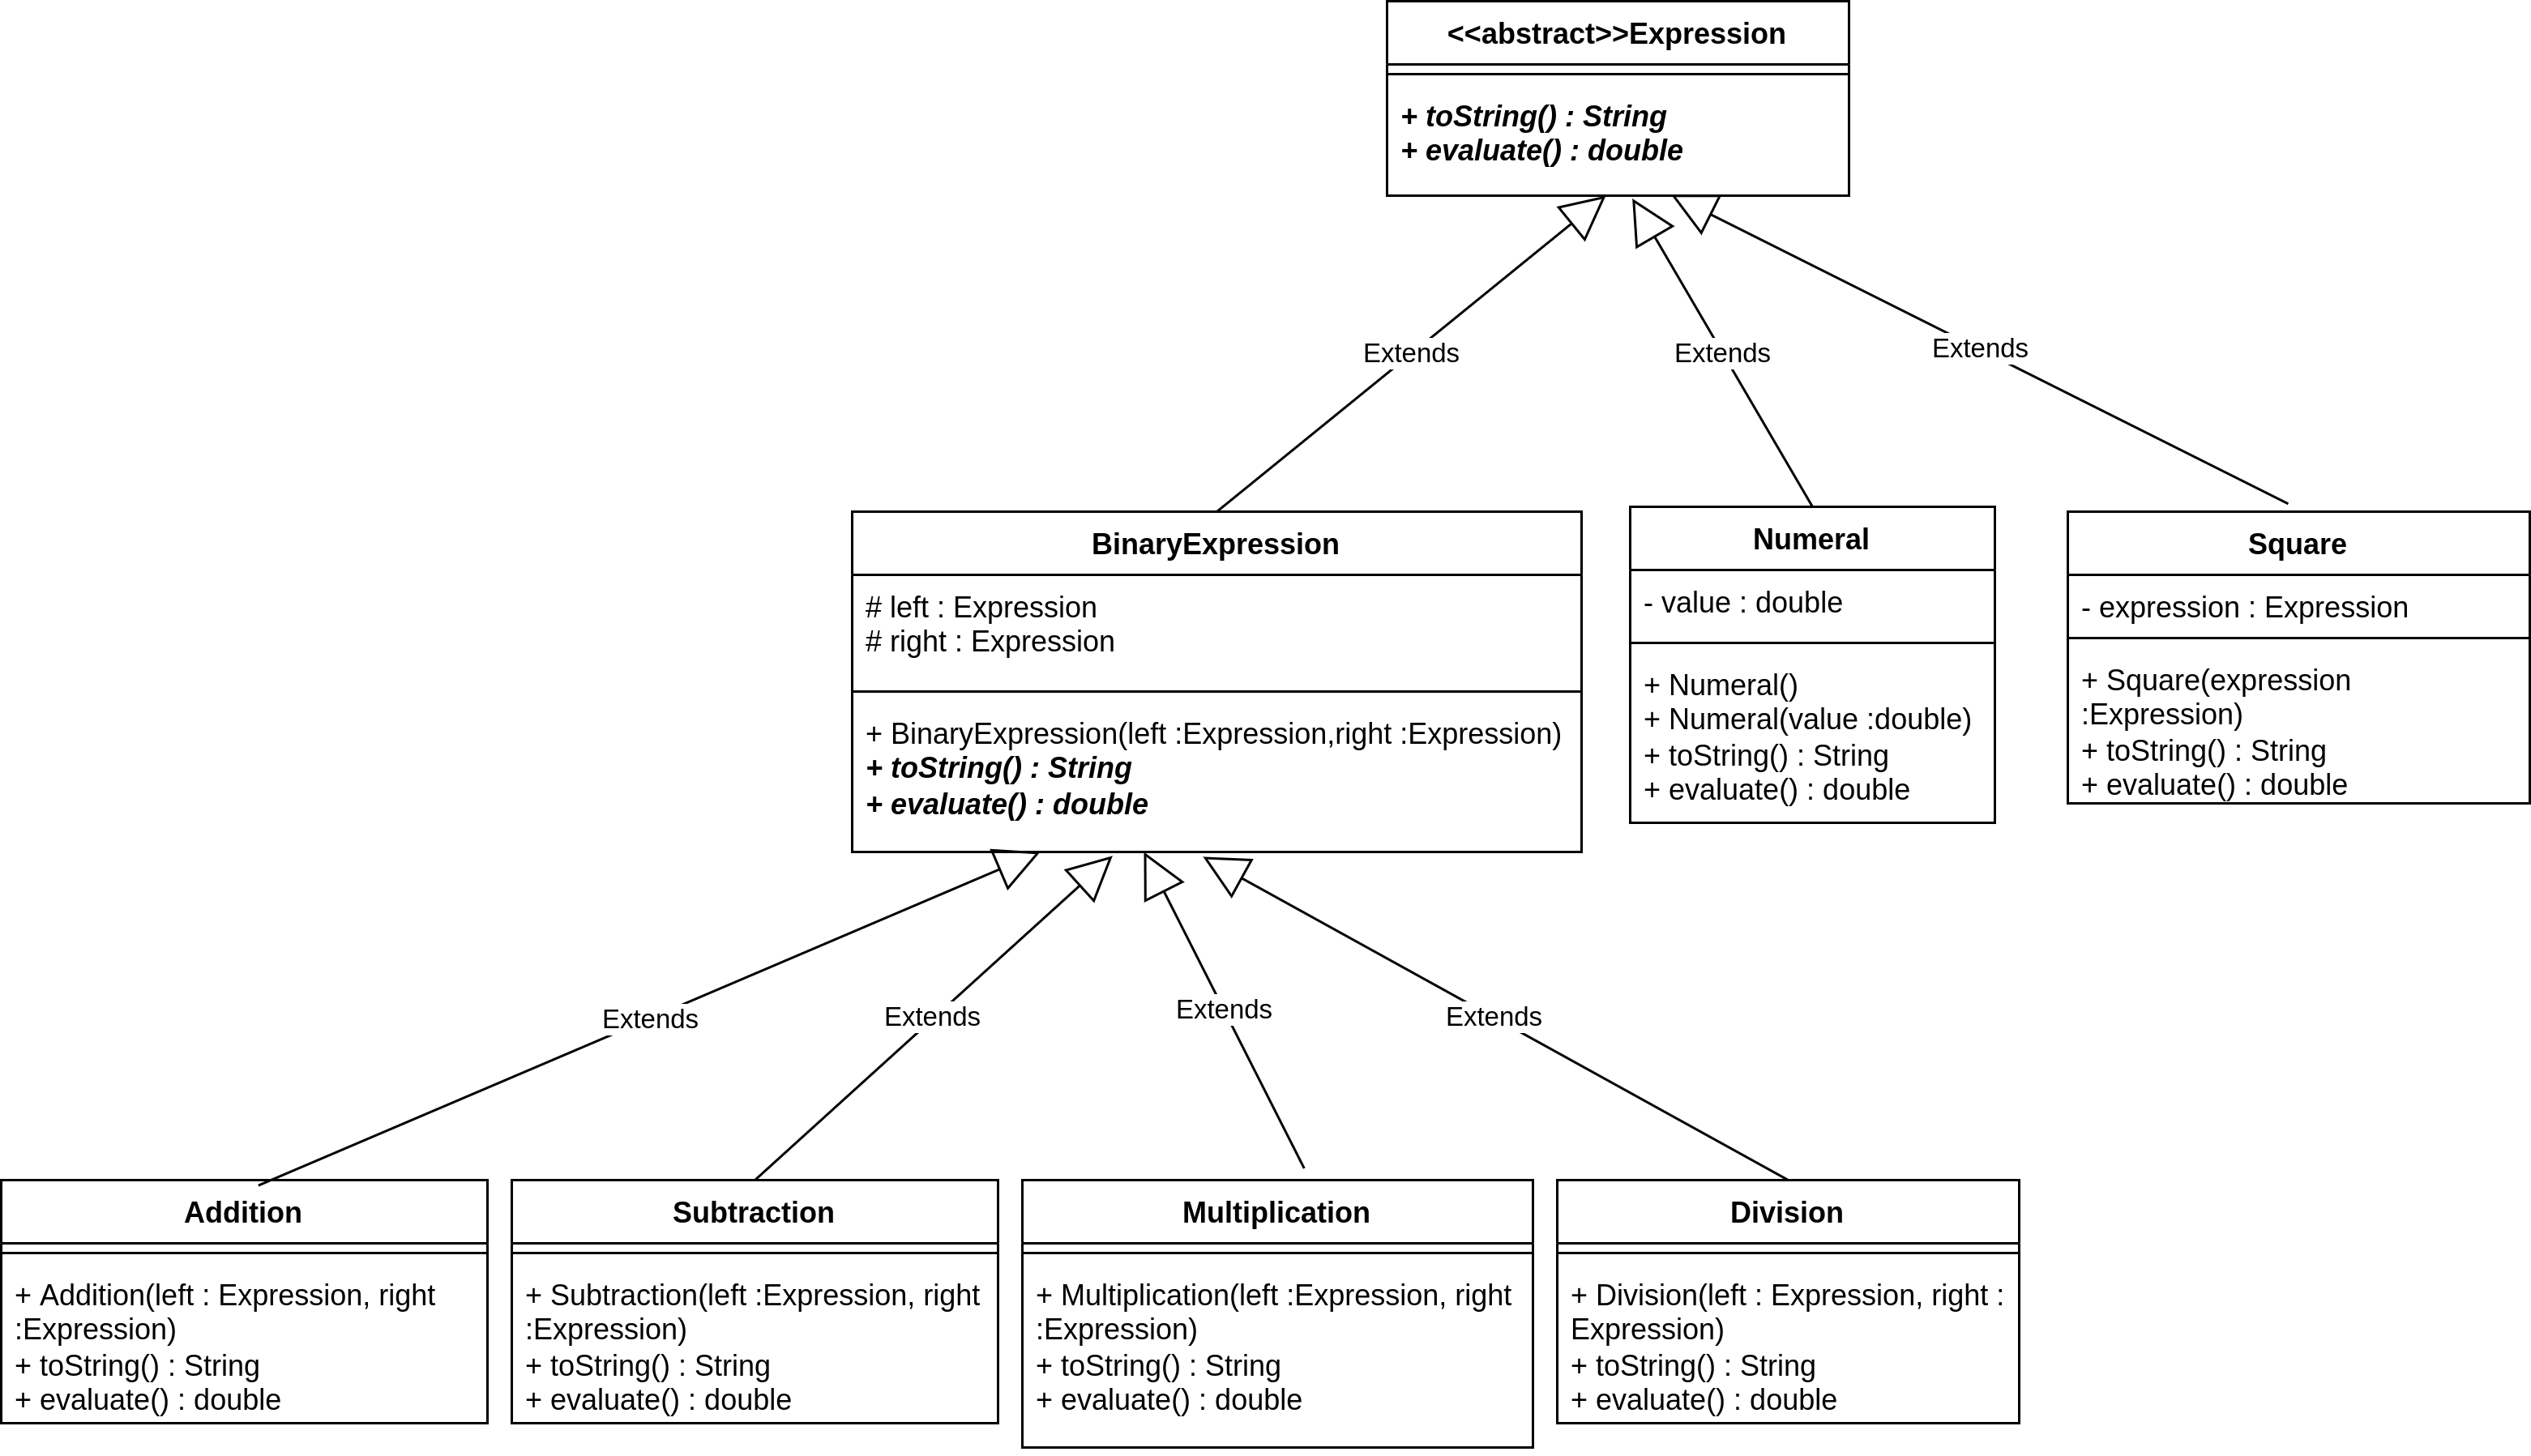 <<abstract>>Expression
+ toString() : String
+ evaluate() : double
Extends
Extends
Extends
BinaryExpression
# left : Expression
# right : Expression
+ BinaryExpression(left :Expression,right :Expression)
+ toString() : String
+ evaluate() : double
Numeral
- value : double
+ Numeral()
+ Numeral(value :double)
+ toString() : String
+ evaluate() : double
Square
- expression : Expression
+ Square(expression
:Expression)
+ toString() : String
+ evaluate() : double
Extends
Extends
Extends
Extends
Addition
+ Addition(left : Expression, right
:Expression)
+ toString() : String
+ evaluate() : double
Subtraction
+ Subtraction(left :Expression, right
:Expression)
+ toString() : String
+ evaluate() : double
Multiplication
+ Multiplication(left :Expression, right
:Expression)
+ toString() : String
+ evaluate() : double
Division
+ Division(left : Expression, right :
Expression)
+ toString() : String
+ evaluate() : double